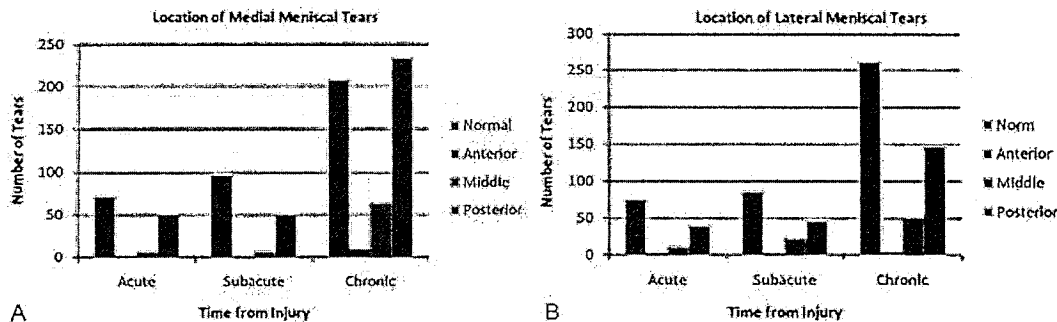 Location of Medial Meniscal Tears
250
200
150
100
50
0
Number of Tears
Acute
Subacute
Chronic
Time from Injury
Normal
Anterior
Middle
Posterior
A
Location of Lateral Meniscal Tears
300
250
200
150
100
50
0
Number of Tears
Acute
Subacute
Chronic
Time from Injury
Norm
Anterior
Middle
Posterior
B